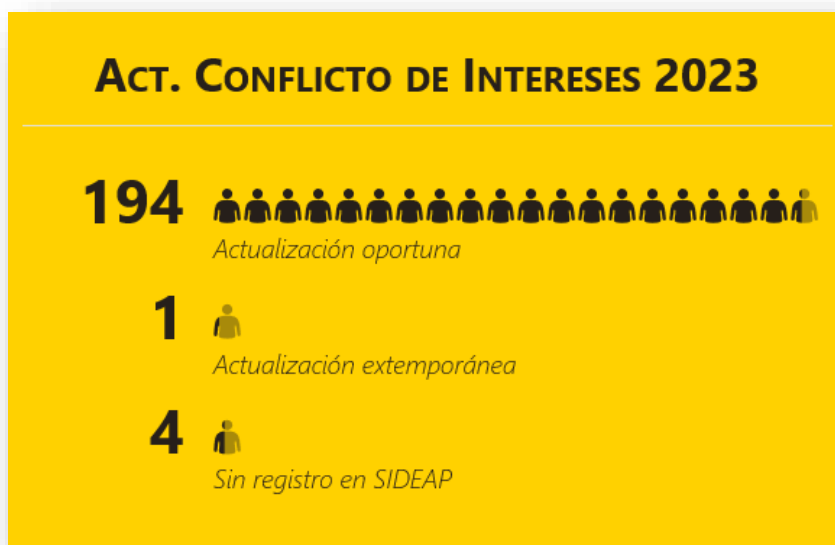 Act. Conflicto de Intereses 2023
194
Actualización oportuna
1
Actualización extemporánea
4
Sin registro en SIDEAP